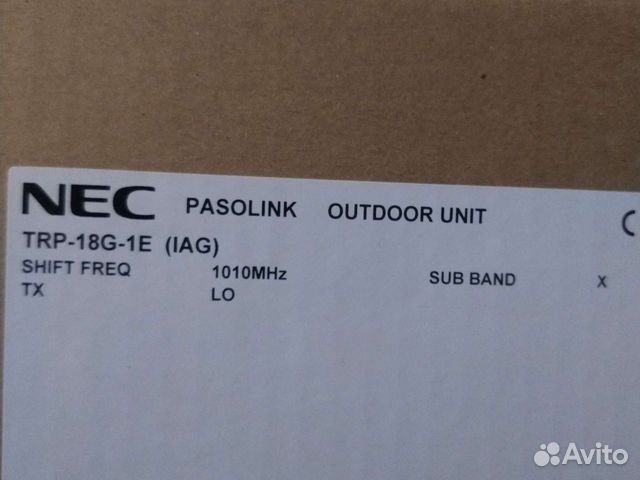 NEC PASOLINK OUTDOOR UNIT
TRP-18G-1E (IAG)
SHIFT FREQ 1010MHz SUB BAND X
TX LO
Avito